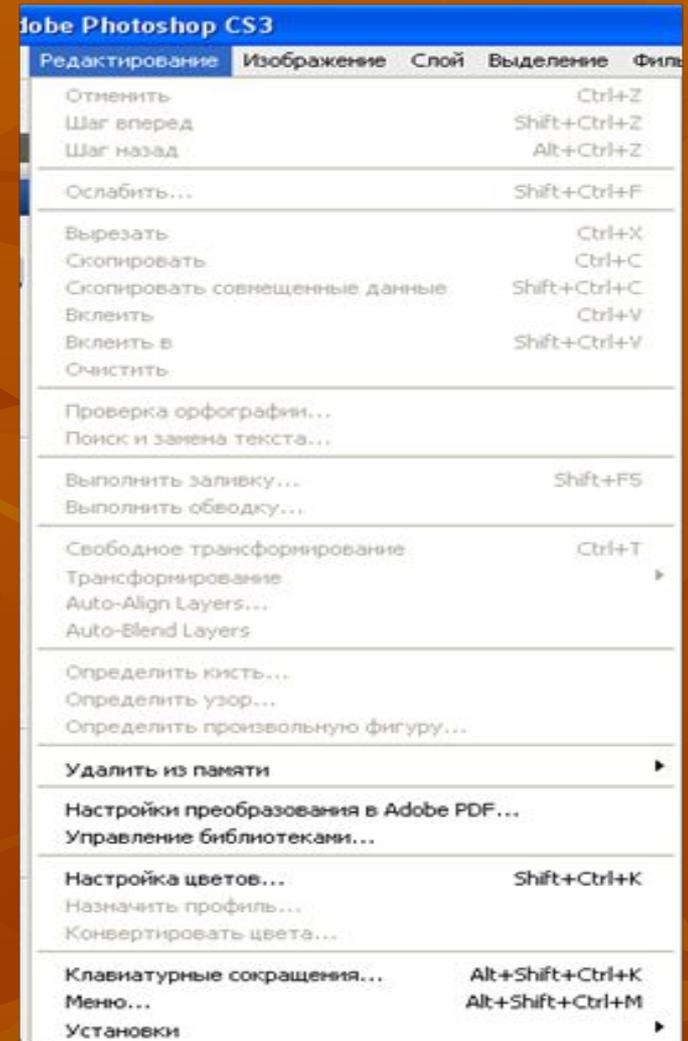 dobe Photoshop CS3
Редактирование Изображение Слой Выделение Филь
Отменить Ctrl+Z
Шаг вперед Shift+Ctrl+Z
Шаг назад Alt+Ctrl+Z
Ослабить... Shift+Ctrl+F
Вырезать Ctrl+X
Скопировать Ctrl+C
Скопировать совмещенные данные Shift+Ctrl+C
Вклеить Ctrl+V
Вклеить в Shift+Ctrl+V
Очистить
Проверка орфографии...
Поиск и замена текста...
Выполнить заливку... Shift+F5
Выполнить обводку...
Свободное трансформирование Ctrl+T
Трансформирование
Auto-Align Layers...
Auto-Blend Layers
Определить кисть...
Определить узор...
Определить произвольную фигуру...
Удалить из памяти
Настройки преобразования в Adobe PDF...
Управление библиотеками...
Настройка цветов... Shift+Ctrl+K
Назначить профиль...
Конвертировать цвета...
Клавиатурные сокращения... Alt+Shift+Ctrl+K
Меню... Alt+Shift+Ctrl+M
Установки